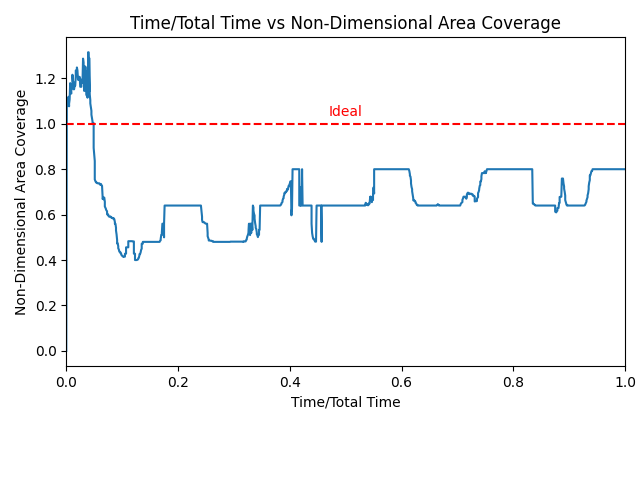 Time/Total Time vs Non-Dimensional Area Coverage
Non-Dimensional Area Coverage
1.2
1.0
0.8
0.6
0.4
0.2
0.0
Ideal
0.0 0.2 0.4 0.6 0.8 1.0
Time/Total Time